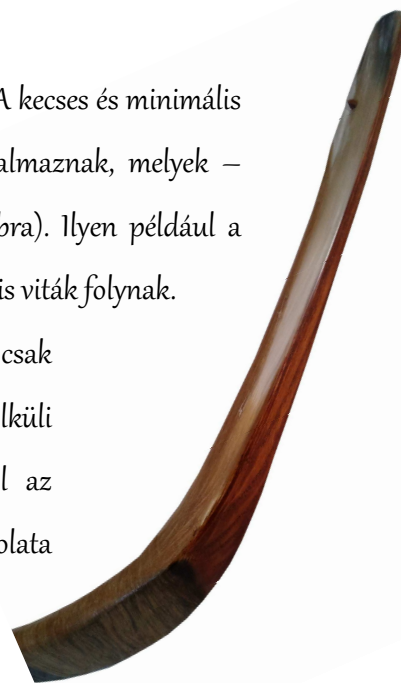 A kecses és minimális
almaznak, melyek –
bra). Ilyen például a
is viták folynak.
csak
lküli
l az
olata